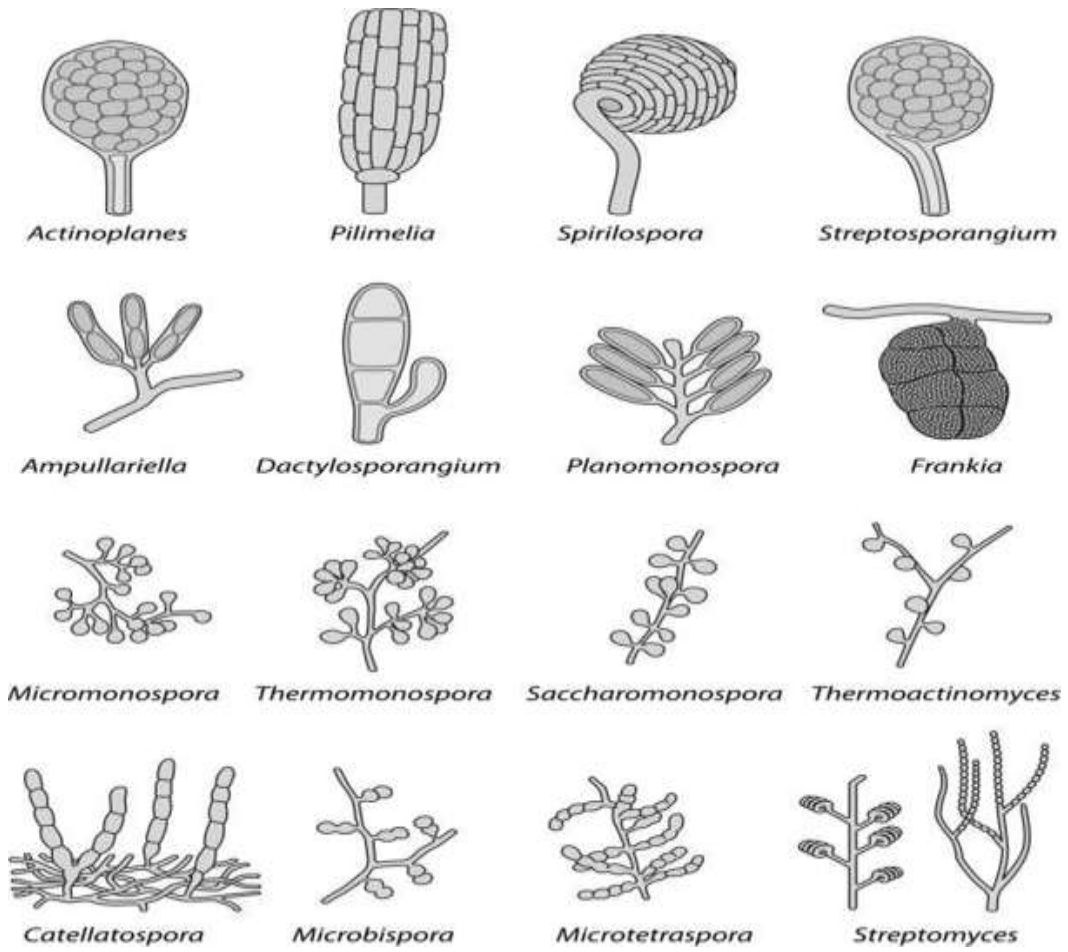 Actinoplanes Pilimelia Spirilospora Streptosporangium
Ampullariella Dactylosporangium Planomonospora Frankia
Micromonospora Thermomonospora Saccharomonospora Thermoactinomyces
Catellatospora Microbispora Microtetraspora Streptomyces